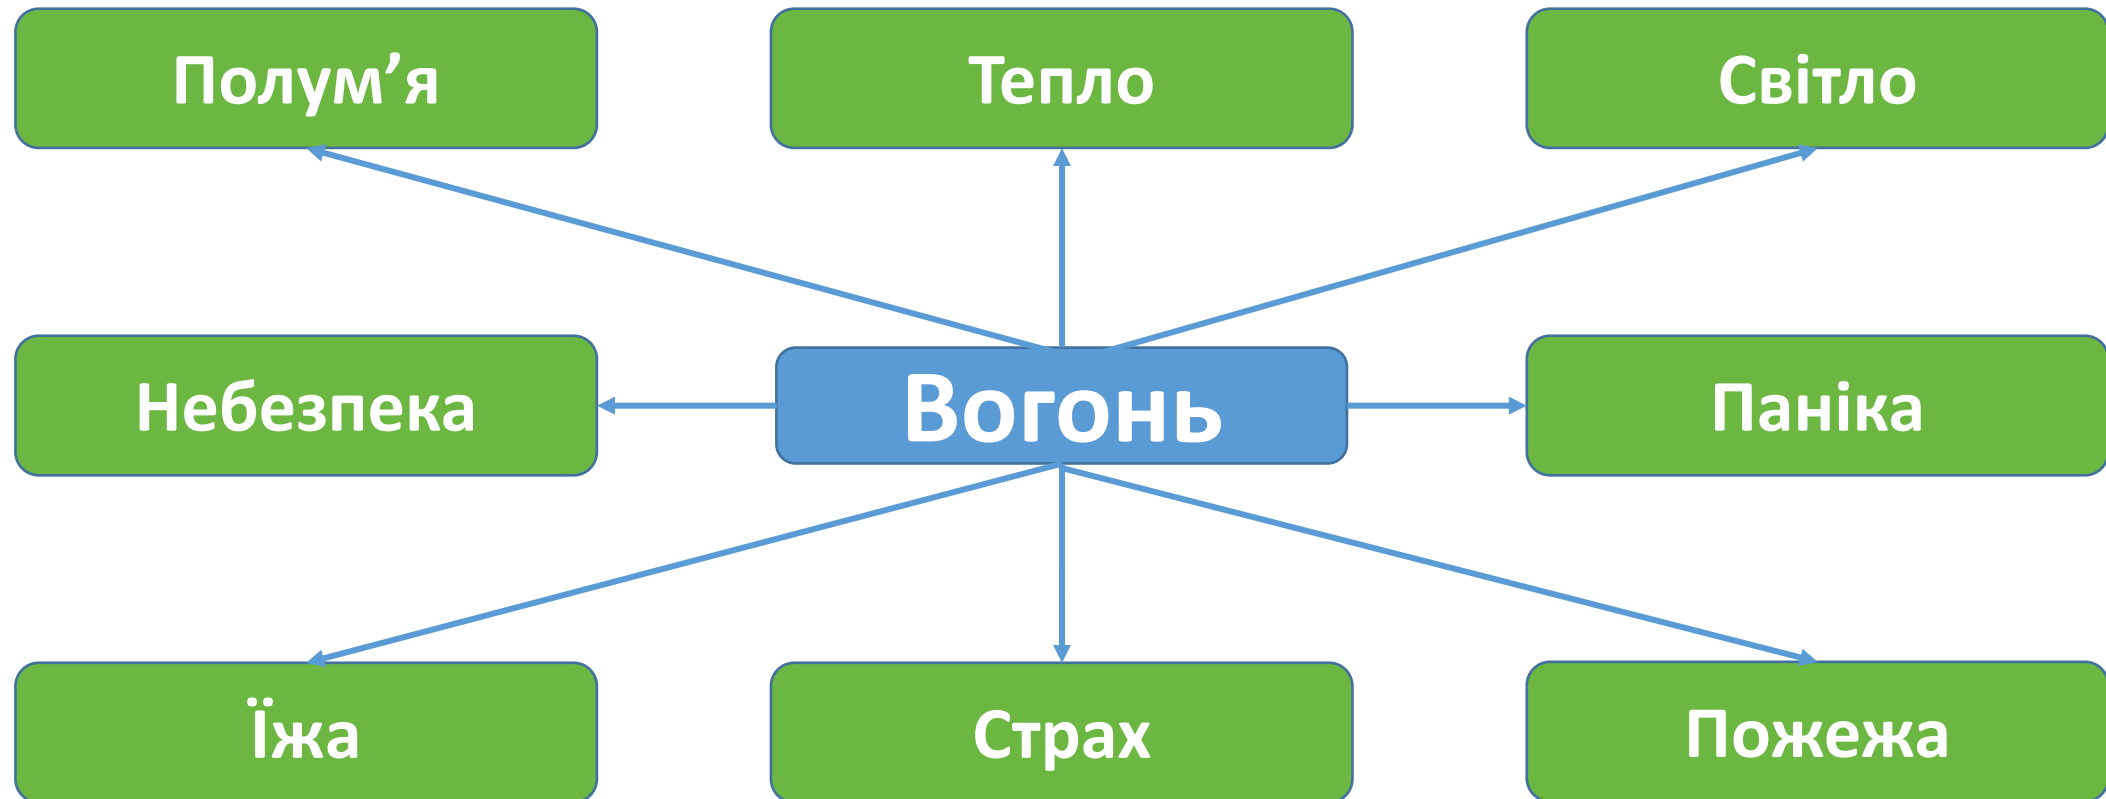 Полум’я
Тепло
Світло
Небезпека
Вогонь
Паніка
Їжа
Страх
Пожежа